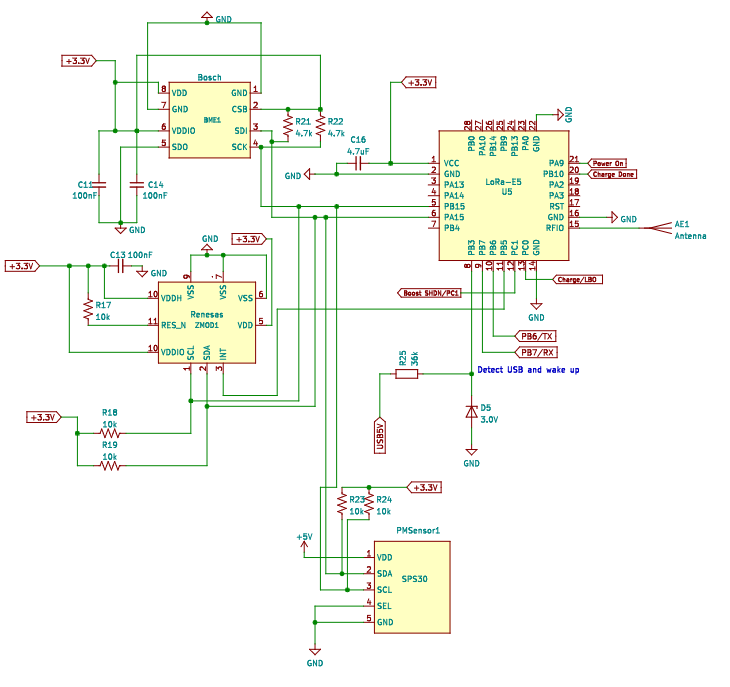 GND
+3.3V
Bosch
8 VDD GND 1
7 GND CSB 2
BME1
6 VDDIO SDI 3
5 SDO SCK 4
R21
4.7k
R22
4.7k
C11
100nF
C14
100nF
GND
+3.3V
C16
4.7uF
GND
28 27 26 25 24 23 22
PB0 PA10 PB14 PB9 PB13 PA0 GND
GND
1 VCC PA9 21
2 GND PB10 20
3 PA13 PA2 19
4 PA14 PA3 18
5 PB15 RST 17
6 PA15 GND 16
7 PB4 RFIO 15
LoRa-E5
U5
PB3 PB7 PB6 PB5 PC1 PC0 GND
8 9 10 11 12 13 14
Power On
Charge Done
GND
AE1
Antenna
Charge/LBO
Boost SHDN/PC1
GND
PB6/TX
PB7/RX
+3.3V
GND
+3.3V
C13 100nF
GND
R17
10k
9 7
VSS VSS
10 VDDH VSS 6
Renesas
ZMOD1
11 RES_N VDD 5
10 VDDIO
SCL SDA INT
1 2 3
R25
36k
Detect USB and wake up
USB5V
D5
3.0V
GND
+3.3V
R18
10k
R19
10k
+3.3V
R23
10k
R24
10k
+5V
PMSensor1
1 VDD
2 SDA
SPS30
3 SCL
4 SEL
5 GND
GND